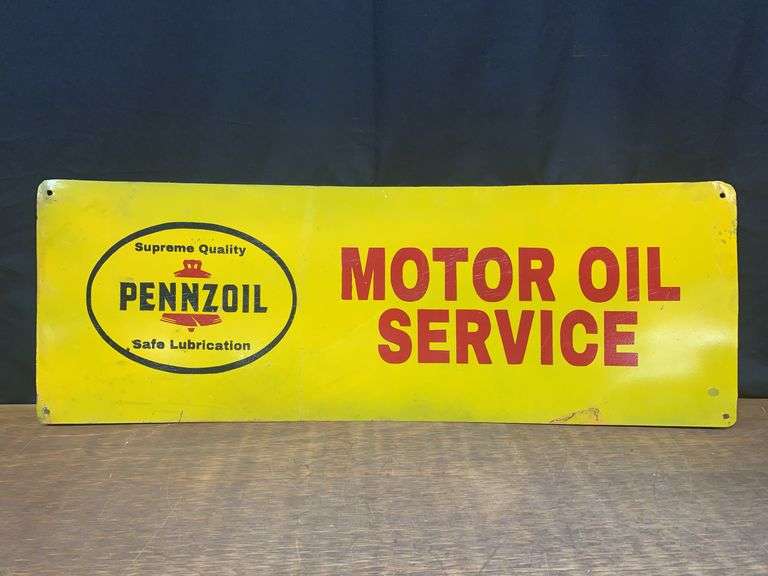 Supreme Quality
PENNZOIL
Safe Lubrication
MOTOR OIL
SERVICE